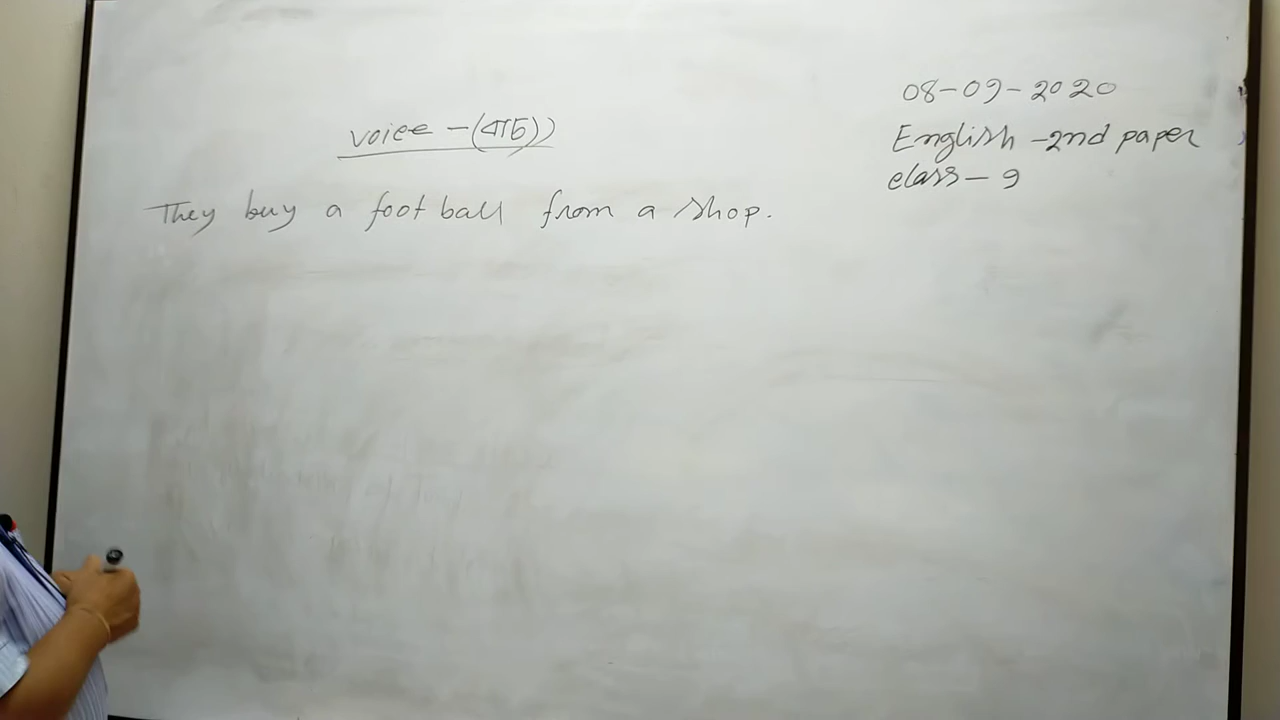 voice - (বাচ্য)
They buy a foot ball from a shop.
08-09-2020
English - 2nd paper
class - 9